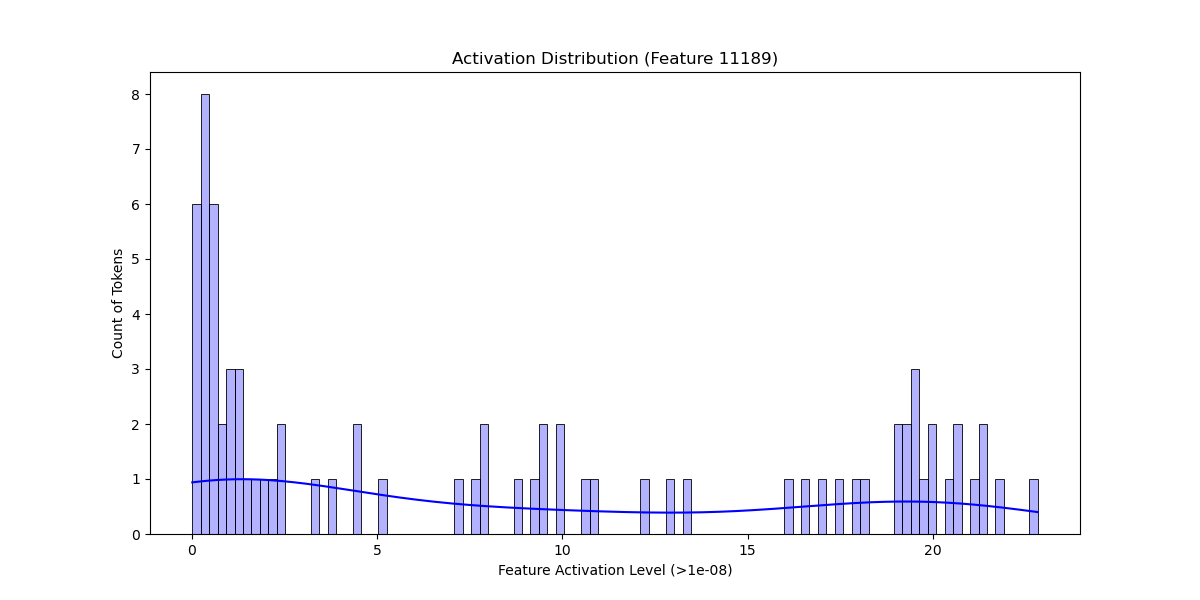 Activation Distribution (Feature 11189)
8
7
6
5
4
3
2
1
0
Count of Tokens
0 5 10 15 20
Feature Activation Level (>1e-08)